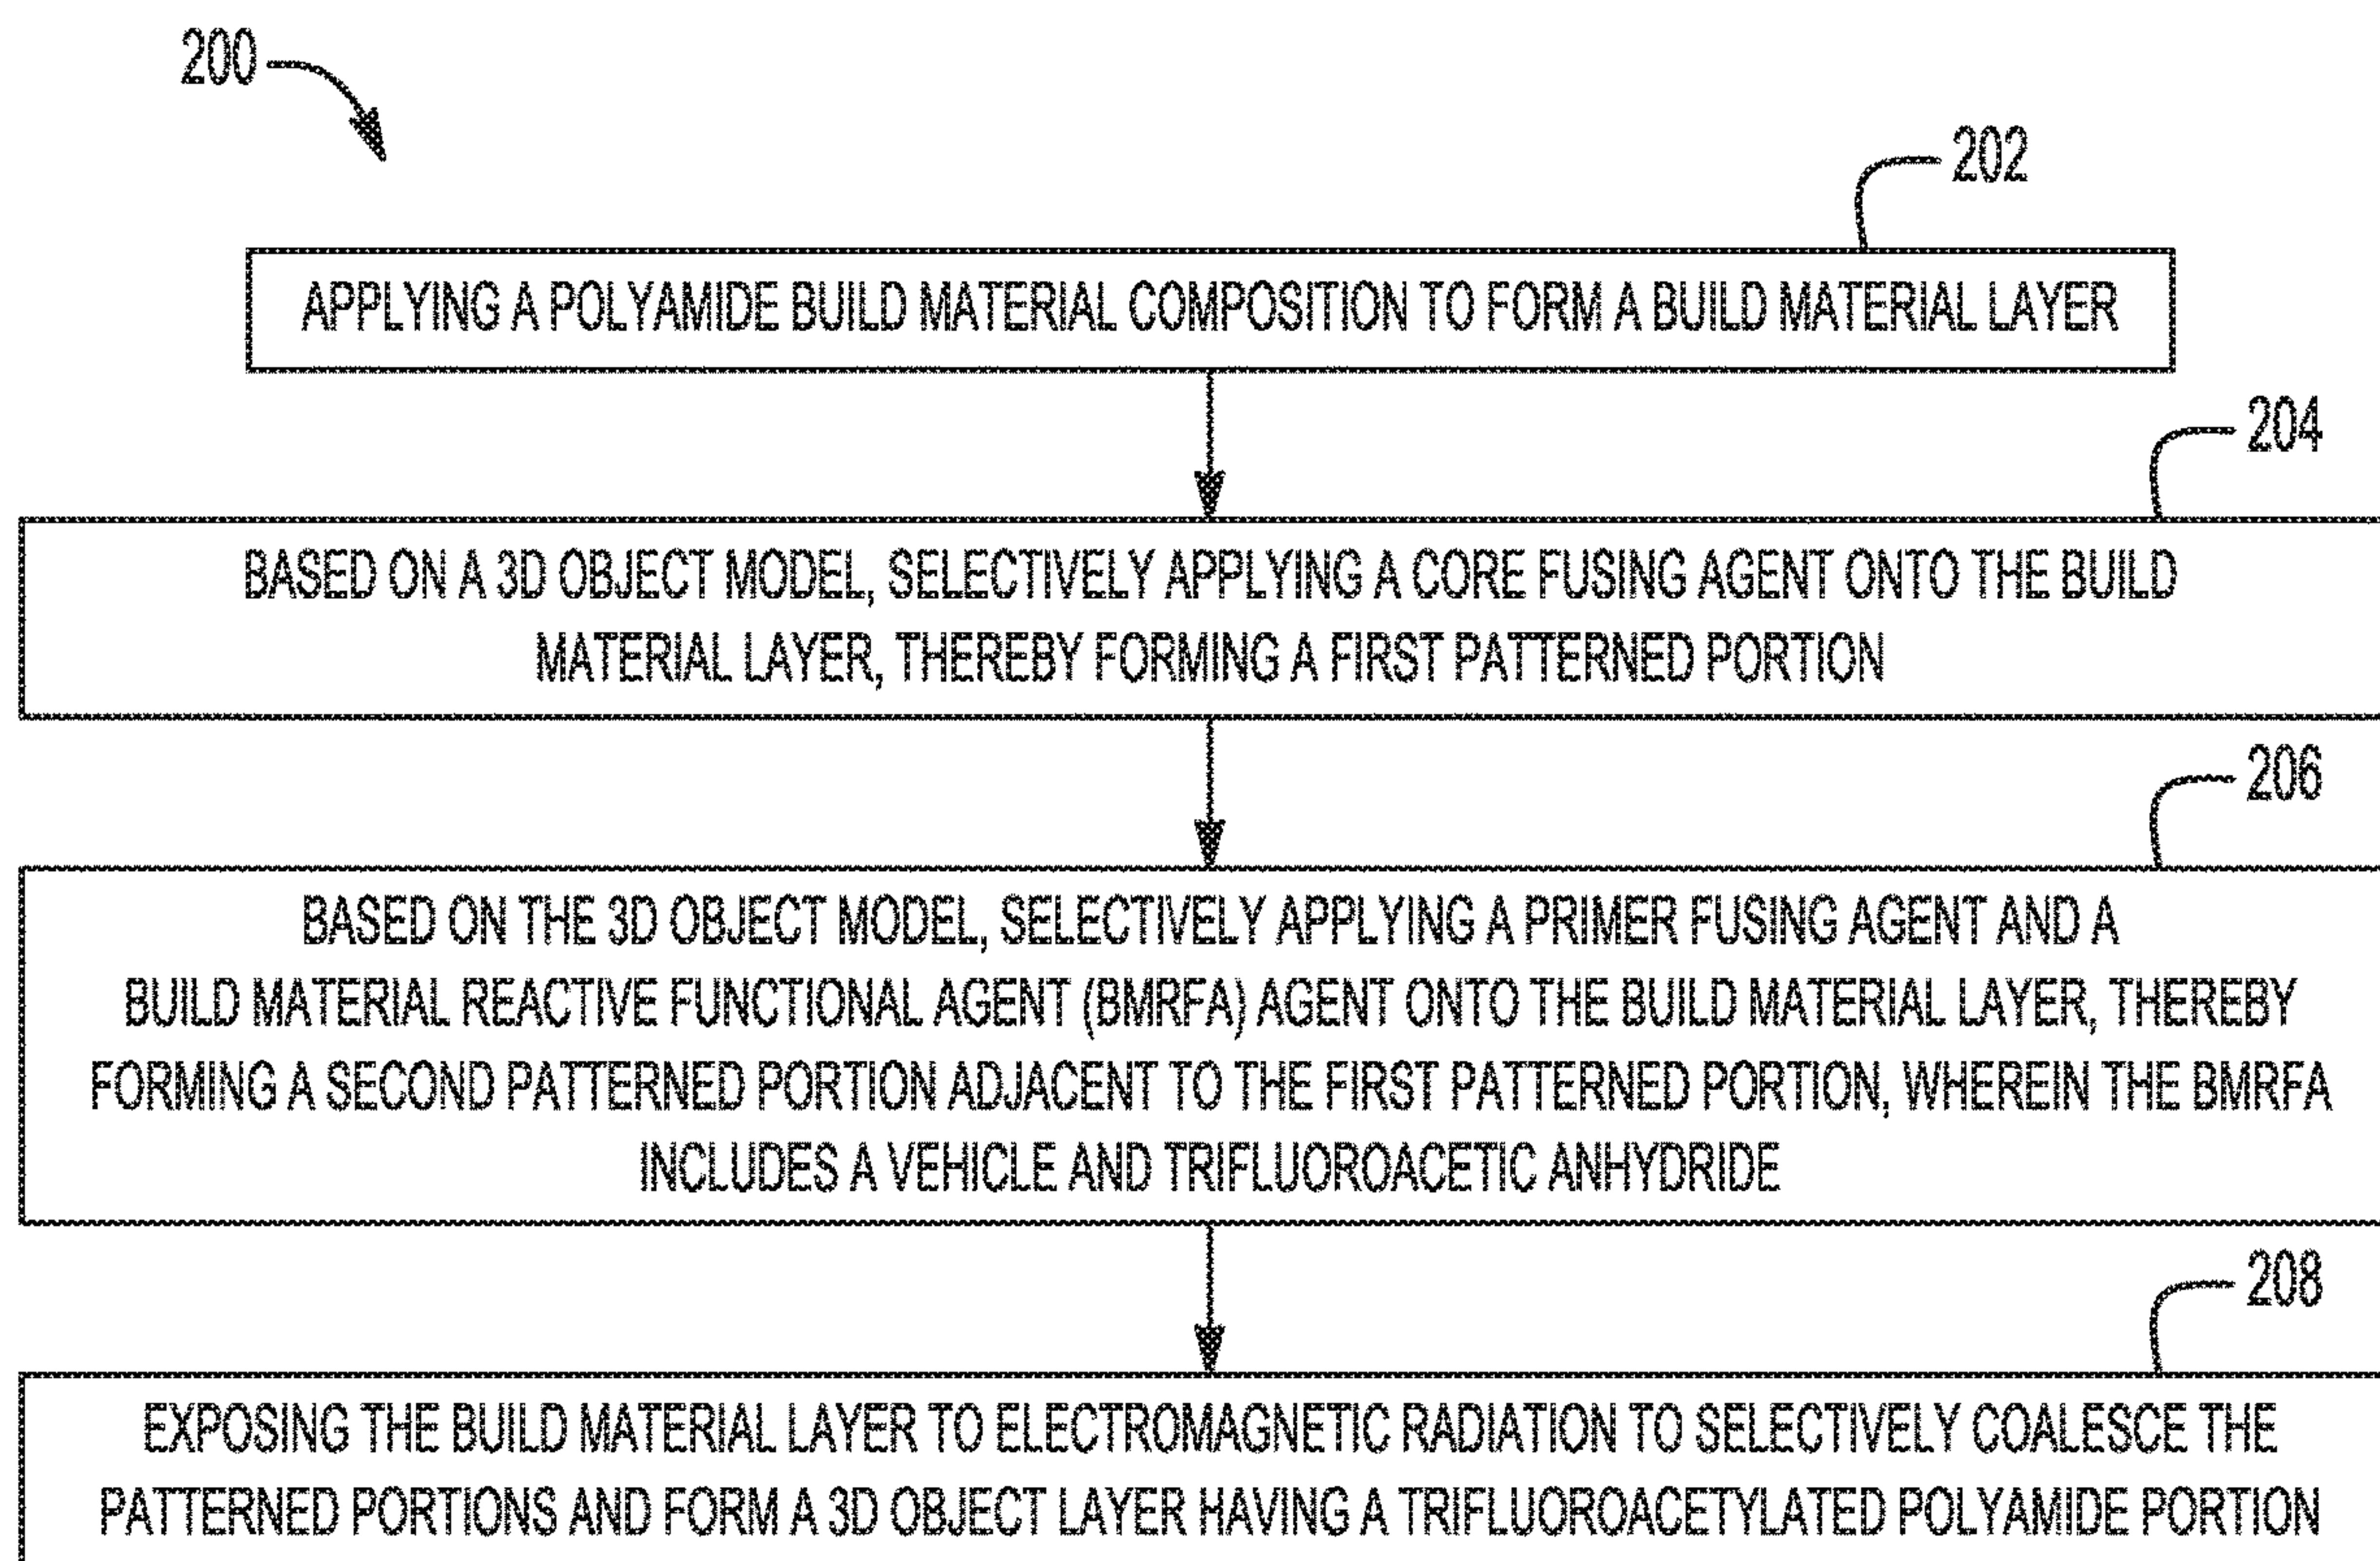 200
202
APPLYING A POLYAMIDE BUILD MATERIAL COMPOSITION TO FORM A BUILD MATERIAL LAYER
204
BASED ON A 3D OBJECT MODEL, SELECTIVELY APPLYING A CORE FUSING AGENT ONTO THE BUILD
MATERIAL LAYER, THEREBY FORMING A FIRST PATTERNED PORTION
206
BASED ON THE 3D OBJECT MODEL, SELECTIVELY APPLYING A PRIMER FUSING AGENT AND A
BUILD MATERIAL REACTIVE FUNCTIONAL AGENT (BMRFA) AGENT ONTO THE BUILD MATERIAL LAYER, THEREBY
FORMING A SECOND PATTERNED PORTION ADJACENT TO THE FIRST PATTERNED PORTION, WHEREIN THE BMRFA
INCLUDES A VEHICLE AND TRIFLUOROACETIC ANHYDRIDE
208
EXPOSING THE BUILD MATERIAL LAYER TO ELECTROMAGNETIC RADIATION TO SELECTIVELY COALESCE THE
PATTERNED PORTIONS AND FORM A 3D OBJECT LAYER HAVING A TRIFLUOROACETYLATED POLYAMIDE PORTION